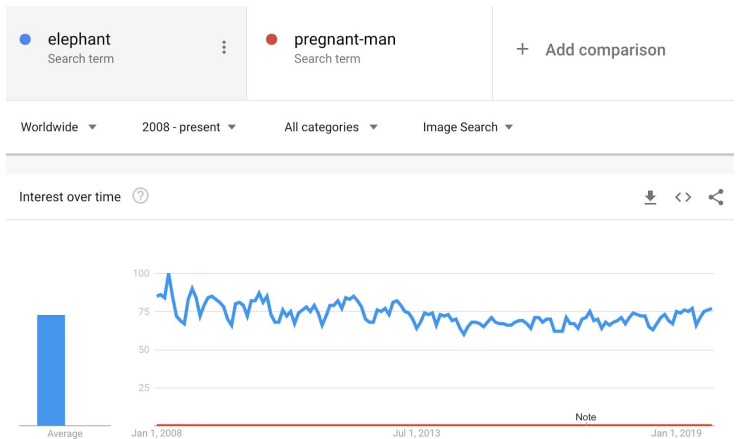 elephant
Search term
pregnant-man
Search term
+ Add comparison
Worldwide
2008 - present
All categories
Image Search
Interest over time
?
100
75
50
25
Note
Average
Jan 1, 2008
Jul 1, 2013
Jan 1, 2019